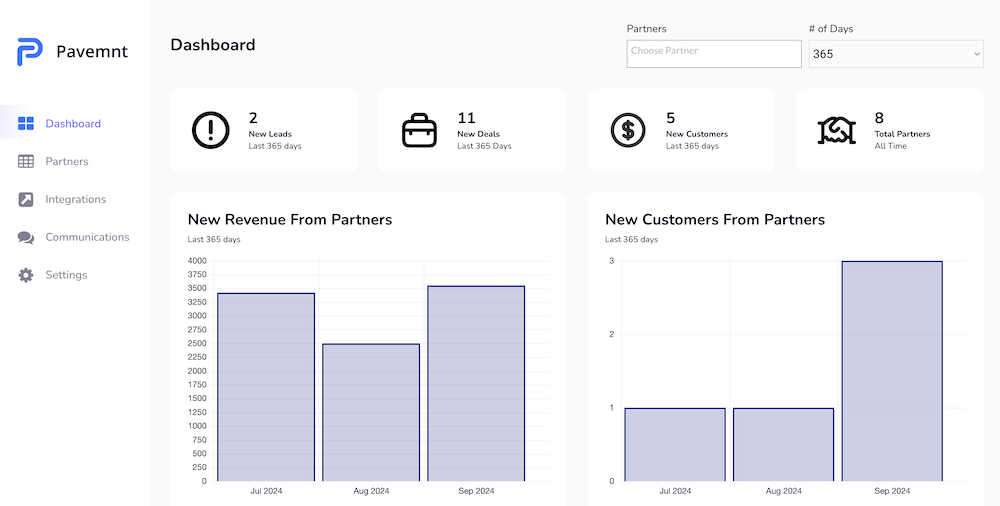 Pavemnt
Dashboard
Partners
Integrations
Communications
Settings
Dashboard
Partners
Choose Partner
# of Days
365
2
New Leads
Last 365 days
11
New Deals
Last 365 Days
5
New Customers
Last 365 days
8
Total Partners
All Time
New Revenue From Partners
Last 365 days
4000
3750
3500
3250
3000
2750
2500
2250
2000
1750
1500
1250
1000
750
500
250
0
Jul 2024 Aug 2024 Sep 2024
New Customers From Partners
Last 365 days
3
2
1
0
Jul 2024 Aug 2024 Sep 2024